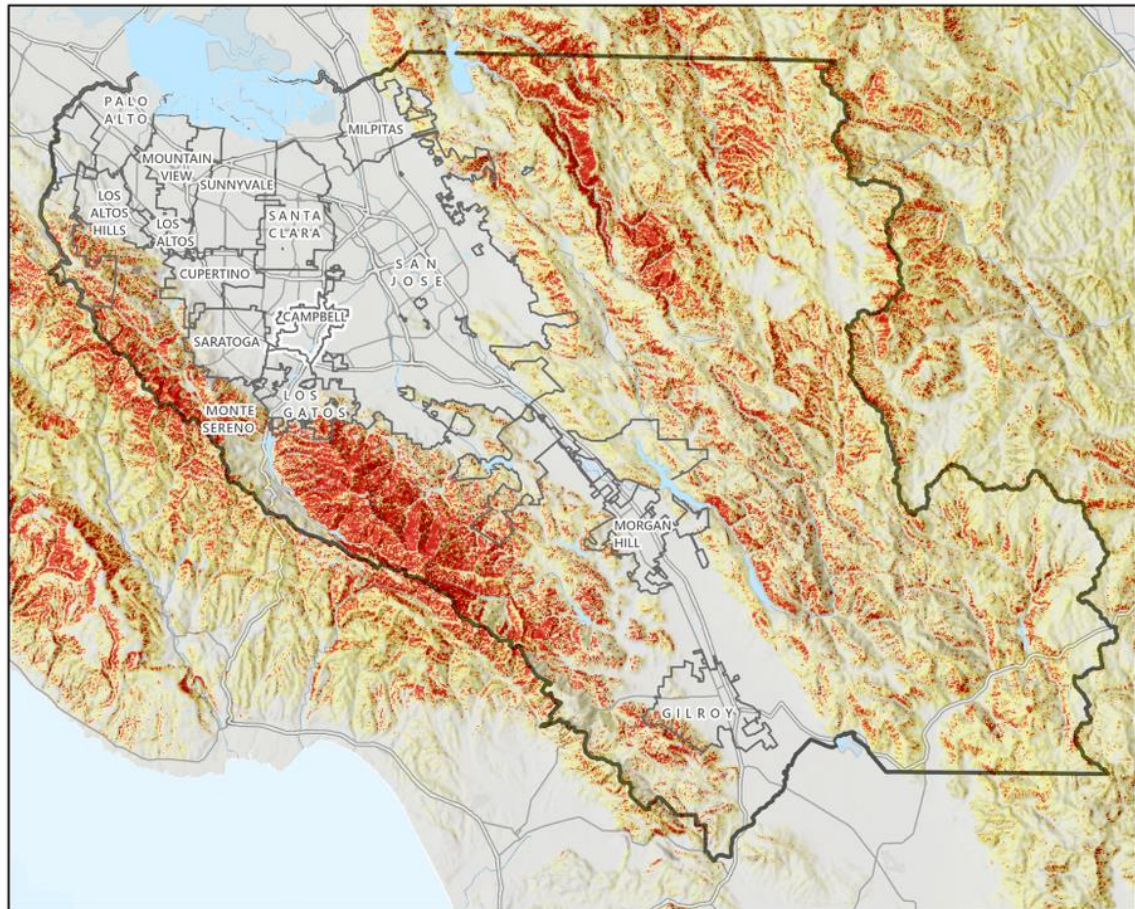 PALO
ALTO
MILPITAS
MOUNTAIN
VIEW
SUNNYVALE
LOS
ALTOS
HILLS
LOS
ALTOS
SANTA
CLARA
CUPERTINO
SAN
JOSE
CAMPBELL
SARATOGA
LOS
GATOS
MONTE
SERENO
MORGAN
HILL
GILROY